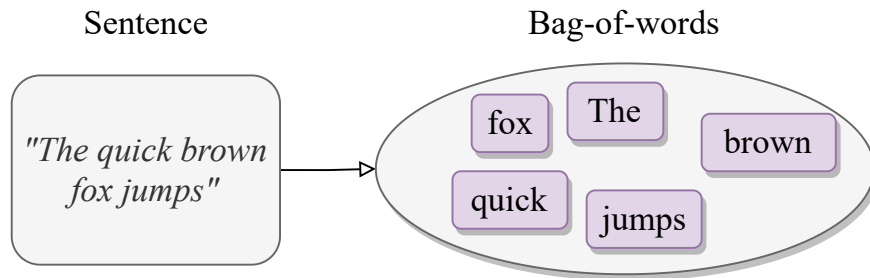 Sentence
Bag-of-words
"The quick brown
fox jumps"
fox
The
brown
quick
jumps